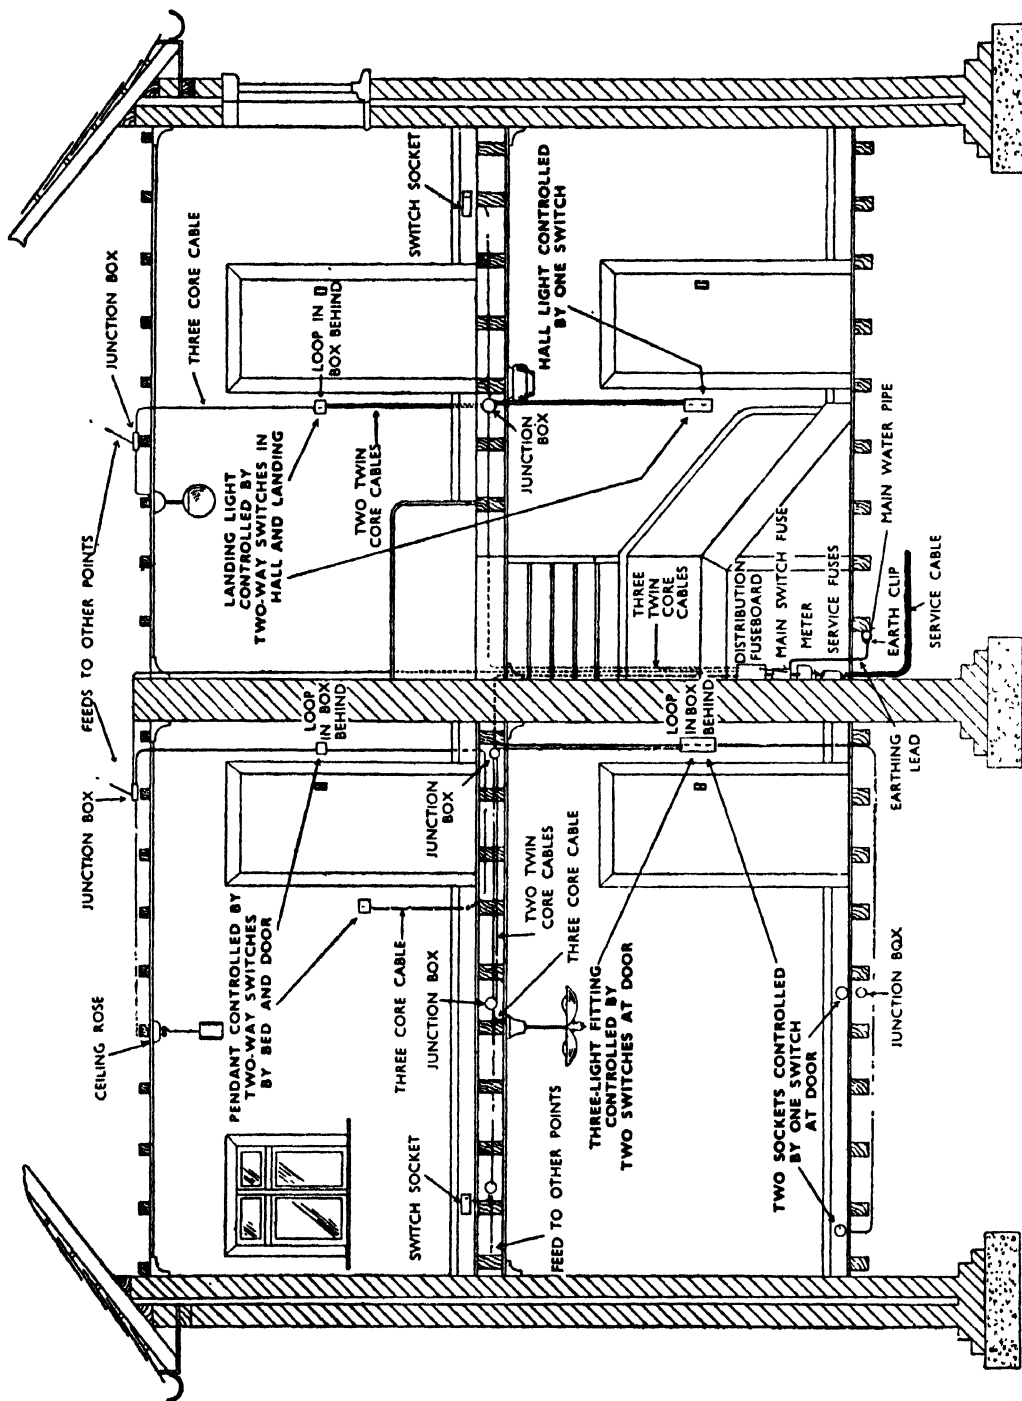 FEEDS TO OTHER POINTS
JUNCTION BOX
JUNCTION BOX
THREE CORE CABLE
CEILING ROSE
PENDANT CONTROLLED BY
TWO-WAY SWITCHES
BY BED AND DOOR
LOOP
IN BOX
BEHIND
LANDING LIGHT
CONTROLLED BY
TWO-WAY SWITCHES IN
HALL AND LANDING
LOOP IN
BOX BEHIND
TWO TWIN
CORE CABLES
SWITCH SOCKET
SWITCH SOCKET
THREE CORE CABLE
JUNCTION BOX
JUNCTION
BOX
JUNCTION
BOX
HALL LIGHT CONTROLLED
BY ONE SWITCH
FEED TO OTHER POINTS
TWO TWIN
CORE CABLES
THREE CORE CABLE
THREE-LIGHT FITTING
CONTROLLED BY
TWO SWITCHES AT DOOR
LOOP
IN BOX
BEHIND
THREE
TWIN
CORE
CABLES
DISTRIBUTION
FUSEBOARD
MAIN SWITCH FUSE
METER
SERVICE FUSES
TWO SOCKETS CONTROLLED
BY ONE SWITCH
AT DOOR
JUNCTION BOX
EARTHING
LEAD
EARTH CLIP
MAIN WATER PIPE
SERVICE CABLE